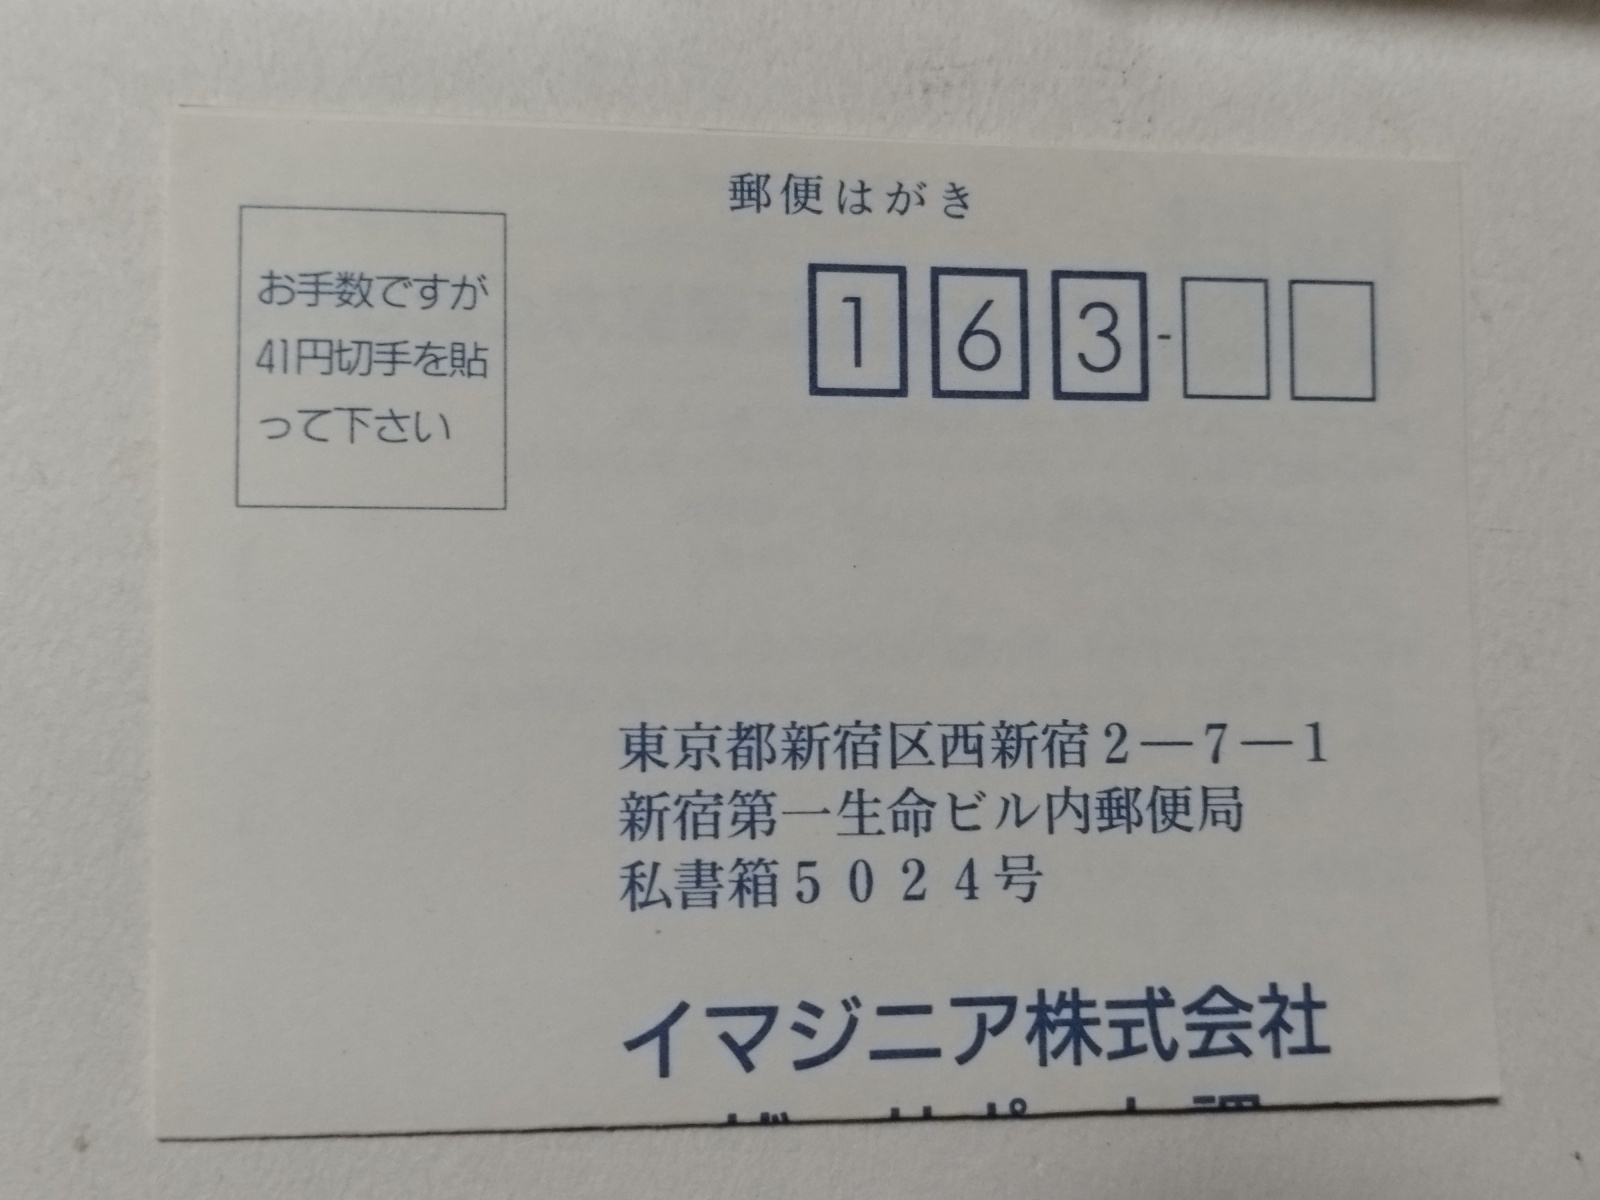 郵便はがき
お手数ですが
41円切手を貼
って下さい
163-
東京都新宿区西新宿2―7―1
新宿第一生命ビル内郵便局
私書箱5024号
イマジニア株式会社